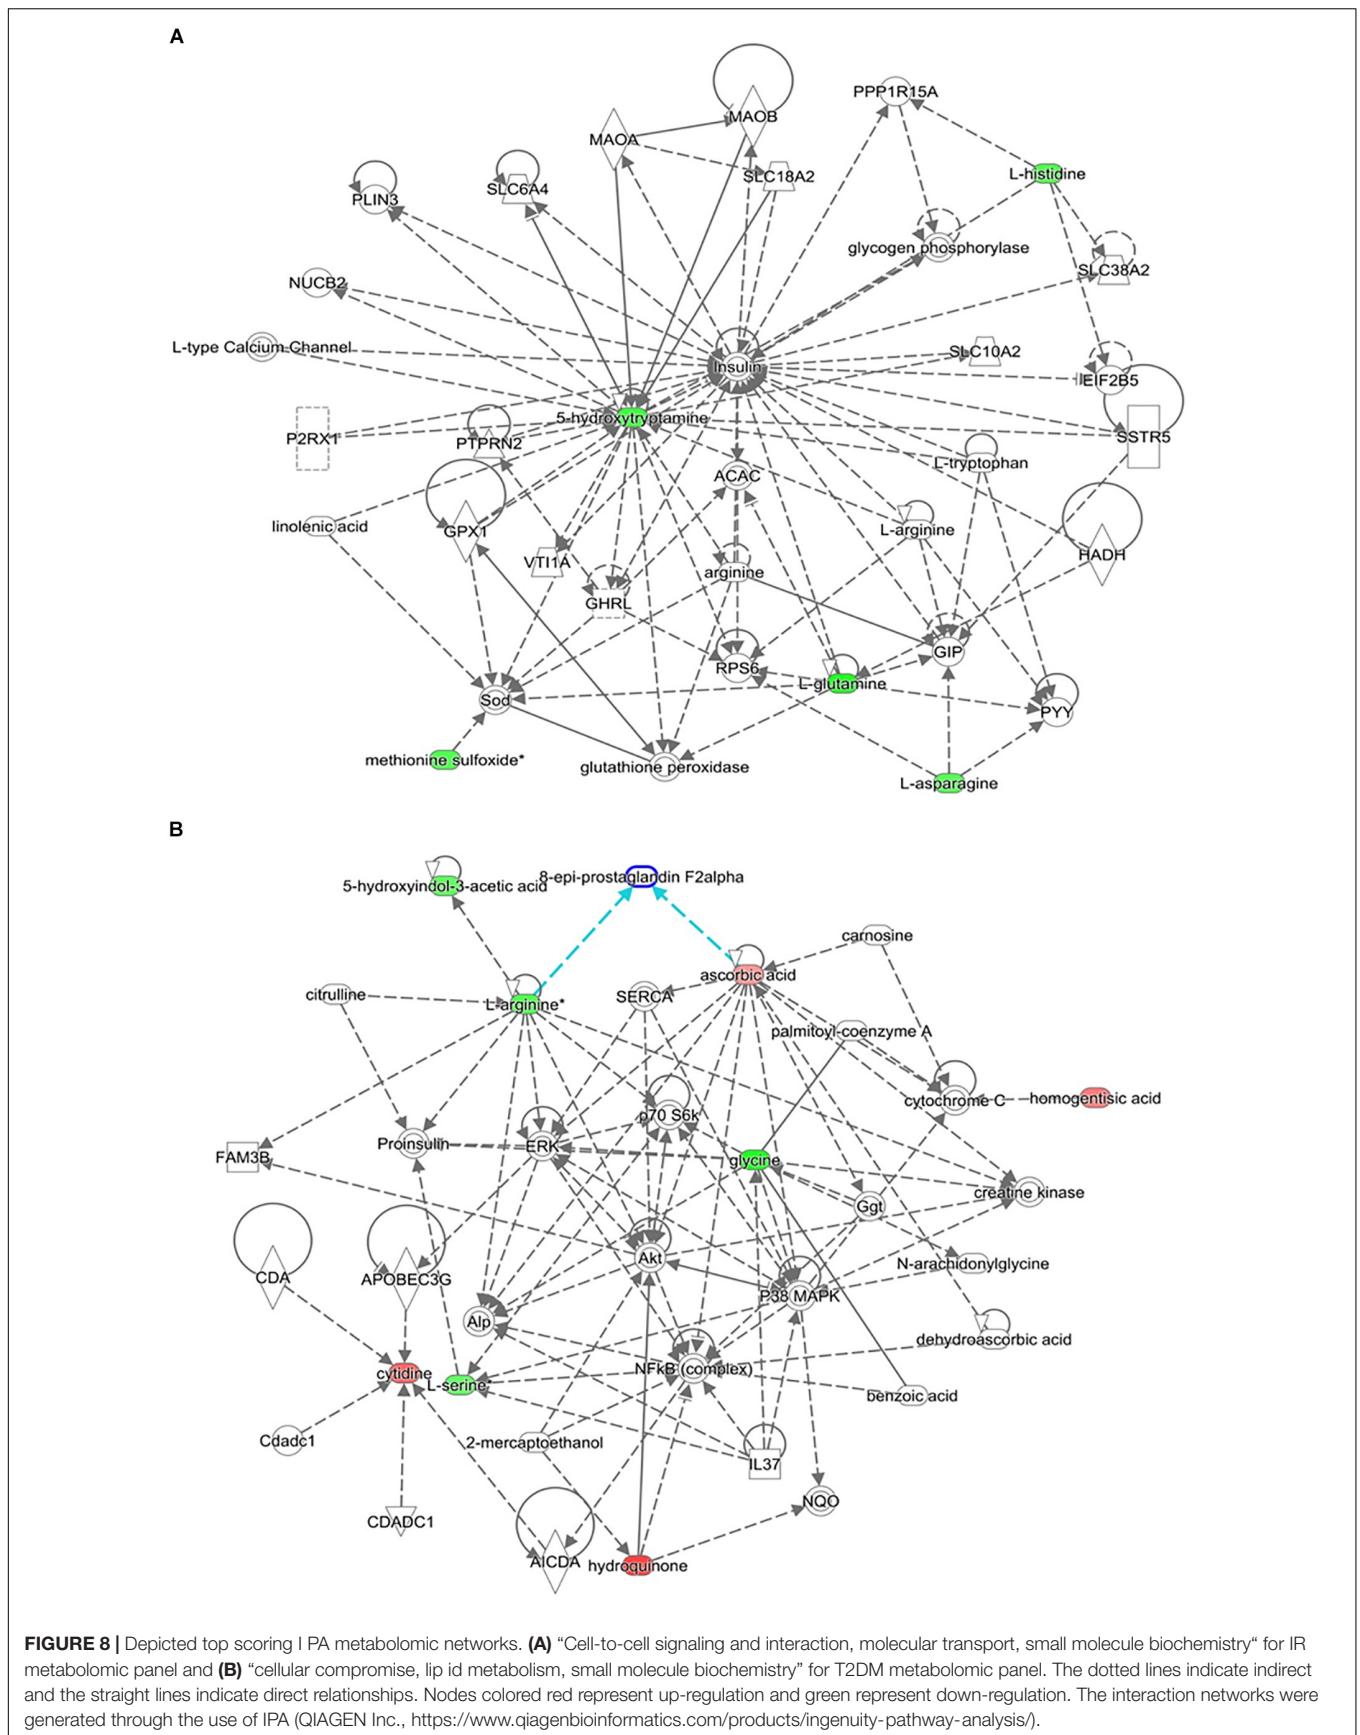 A
MAOB
PPP1R15A
MAOA
L-histidine
SLC18A2
SLC6A4
PLIN3
glycogen phosphorylase
SLC38A2
NUCB2
L-type Calcium Channel
SLC10A2
Insulin
EIF2B5
5-hydroxytryptamine
P2RX1
PTPRN2
SSTR5
L-tryptophan
ACAC
linolenic acid
GPX1
L-arginine
HADH
VTI1A
arginine
GHRL
GIP
RPS6
L-glutamine
Sod
PYY
methionine sulfoxide*
glutathione peroxidase
L-asparagine
B
8-epi-prostaglandin F2alpha
5-hydroxyindol-3-acetic acid
carnosine
ascorbic acid
citrulline
SERCA
L-arginine*
palmitoyl-coenzyme A
cytochrome C
homogentisic acid
p70 S6k
Proinsulin
ERK
FAM3B
glycine
creatine kinase
Ggt
Akt
N-arachidonylglycine
CDA
APOBEC3G
P38 MAPK
Alp
dehydroascorbic acid
NFkB (complex)
cytidine
L-serine*
benzoic acid
Cdadc1
2-mercaptoethanol
IL37
NQO
CDADC1
AICDA
hydroquinone
FIGURE 8 | Depicted top scoring I PA metabolomic networks. (A) “Cell-to-cell signaling and interaction, molecular transport, small molecule biochemistry“ for IR
metabolomic panel and (B) “cellular compromise, lip id metabolism, small molecule biochemistry” for T2DM metabolomic panel. The dotted lines indicate indirect
and the straight lines indicate direct relationships. Nodes colored red represent up-regulation and green represent down-regulation. The interaction networks were
generated through the use of IPA (QIAGEN Inc., https://www.qiagenbioinformatics.com/products/ingenuity-pathway-analysis/).